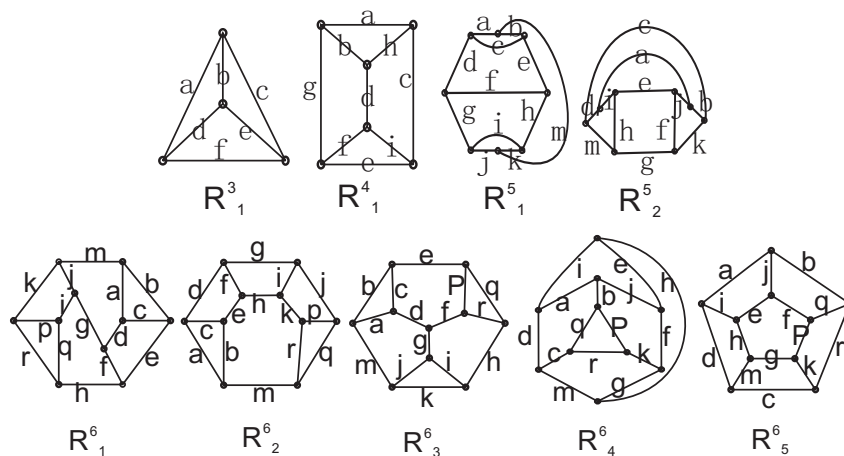 a a a b c a
b h c e d i e j b
g b c d e
a b c d f h f
d g h m
d e f i m g k
f f i j k
e
R^3_1 R^4_1 R^5_1 R^5_2
m g e i e h
k j b d f i j b c P q a j b
i a h d f a b j i e f q
p g d c c e k p a r d q P f h P
r q f e a b r q g c r k d g r
h m m j i h m g m k
k c
R^6_1 R^6_2 R^6_3 R^6_4 R^6_5